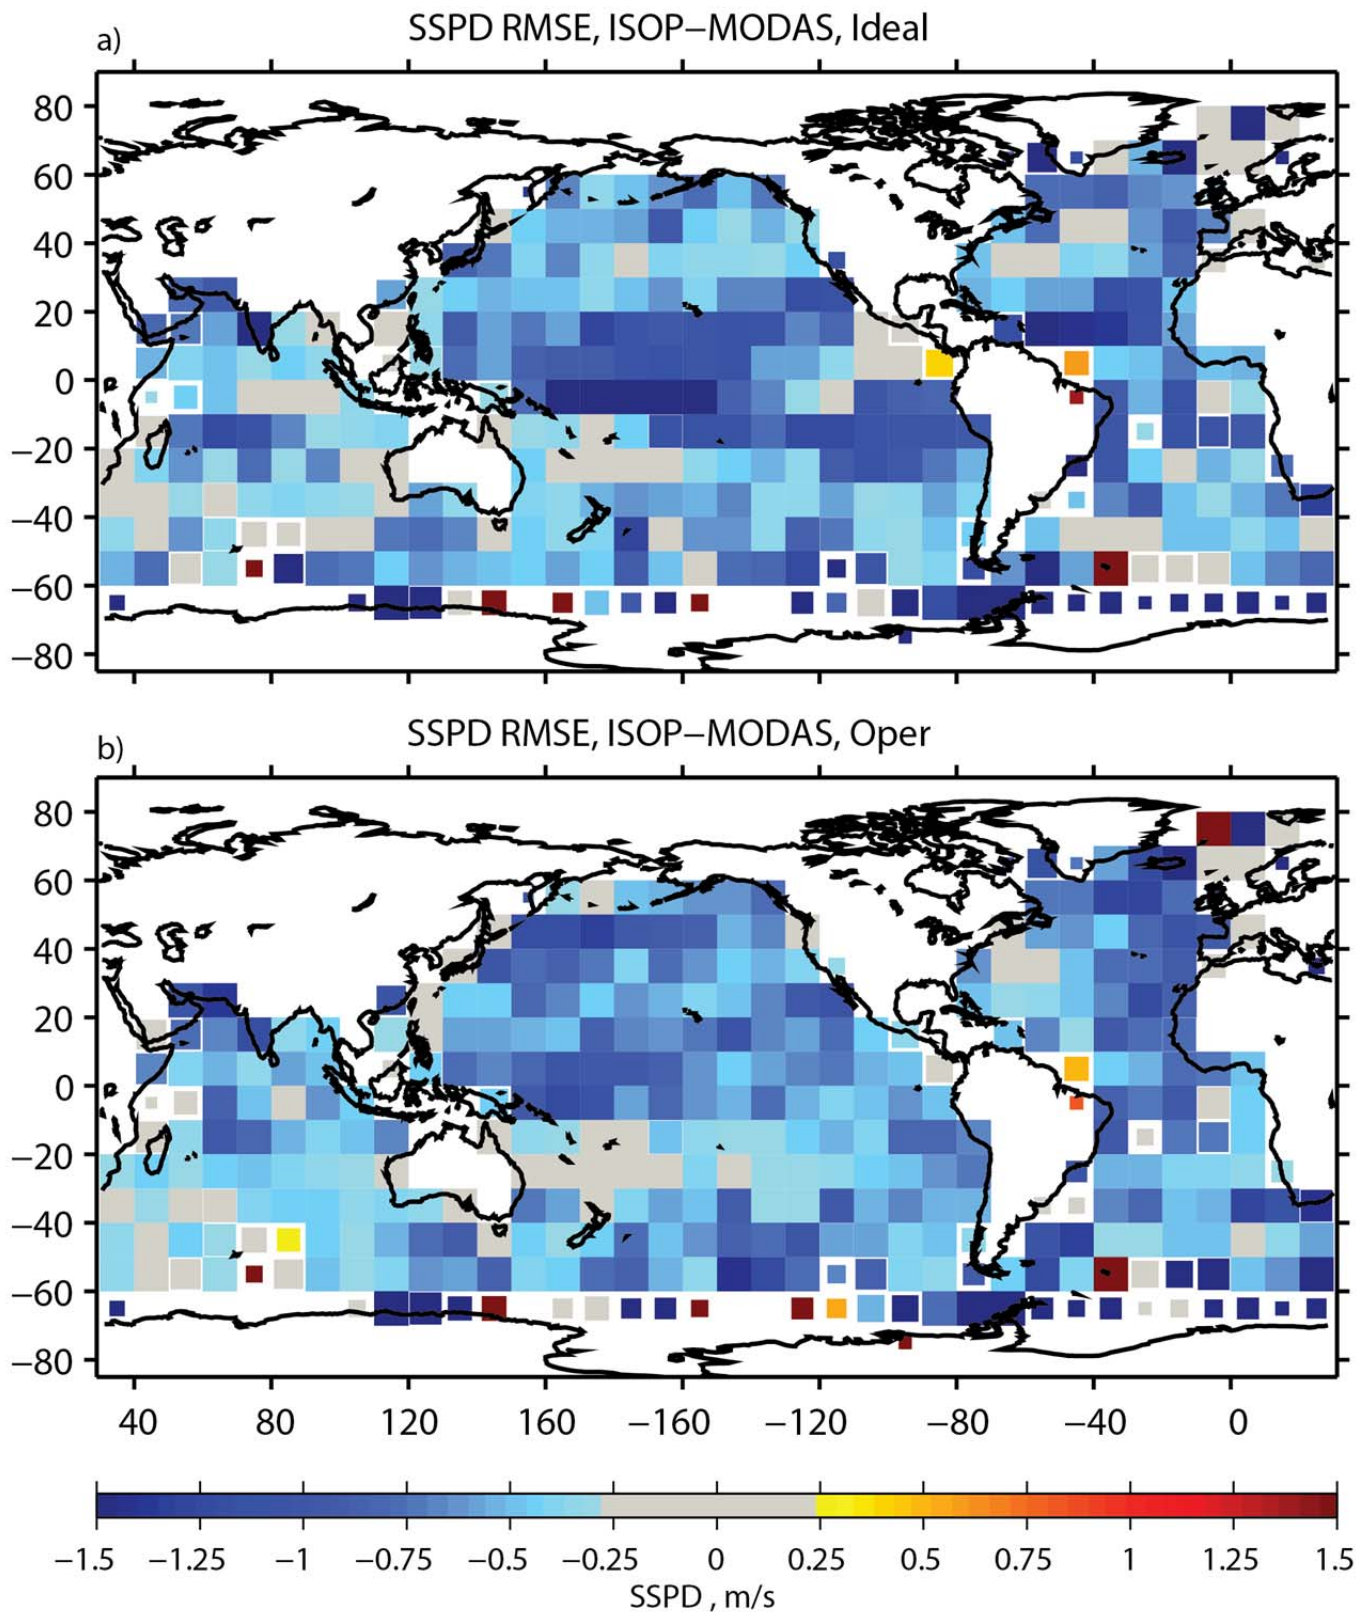 SSPD RMSE, ISOP–MODAS, Ideal
a)
80
60
40
20
0
−20
−40
−60
−80
SSPD RMSE, ISOP–MODAS, Oper
b)
80
60
40
20
0
−20
−40
−60
−80
40 80 120 160 −160 −120 −80 −40 0
−1.5 −1.25 −1 −0.75 −0.5 −0.25 0 0.25 0.5 0.75 1 1.25 1.5
SSPD , m/s